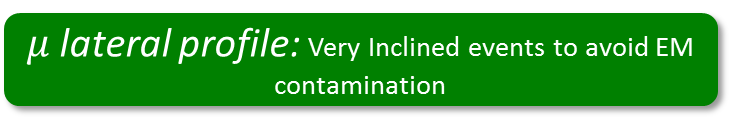 μ lateral profile: Very Inclined events to avoid EM
contamination